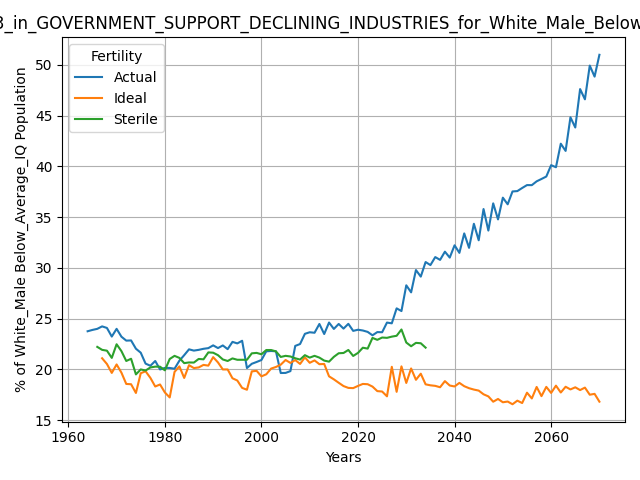 3_in_GOVERNMENT_SUPPORT_DECLINING_INDUSTRIES_for_White_Male_Below
Fertility
Actual
Ideal
Sterile
% of White_Male Below_Average_IQ Population
50
45
40
35
30
25
20
15
1960 1980 2000 2020 2040 2060
Years